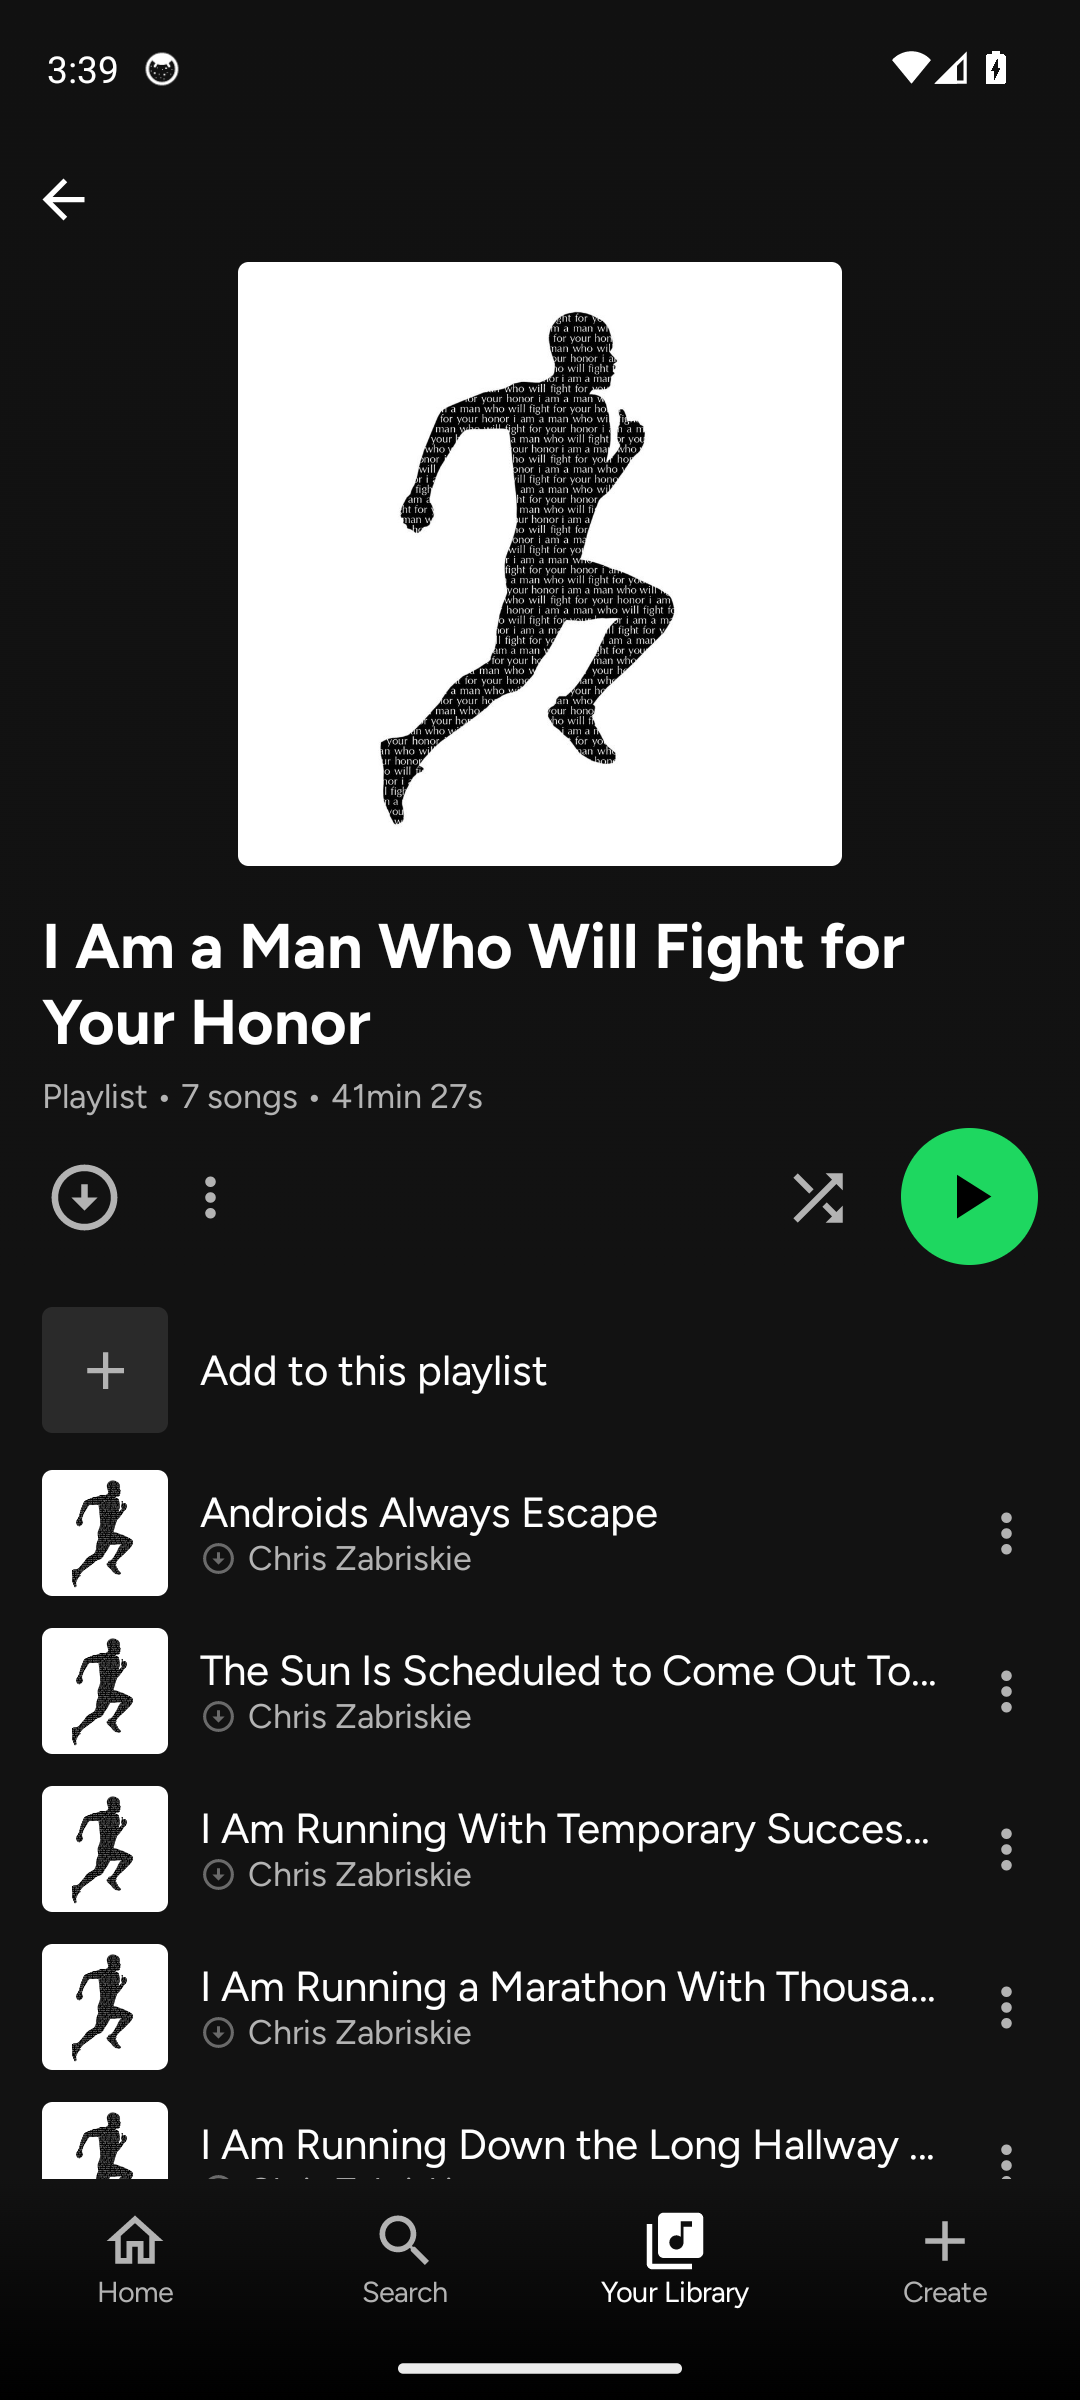 3:39
I Am a Man Who Will Fight for
Your Honor
Playlist • 7 songs • 41min 27s
Add to this playlist
Androids Always Escape
Chris Zabriskie
The Sun Is Scheduled to Come Out To...
Chris Zabriskie
I Am Running With Temporary Succes...
Chris Zabriskie
I Am Running a Marathon With Thousa...
Chris Zabriskie
I Am Running Down the Long Hallway ...
Home
Search
Your Library
Create